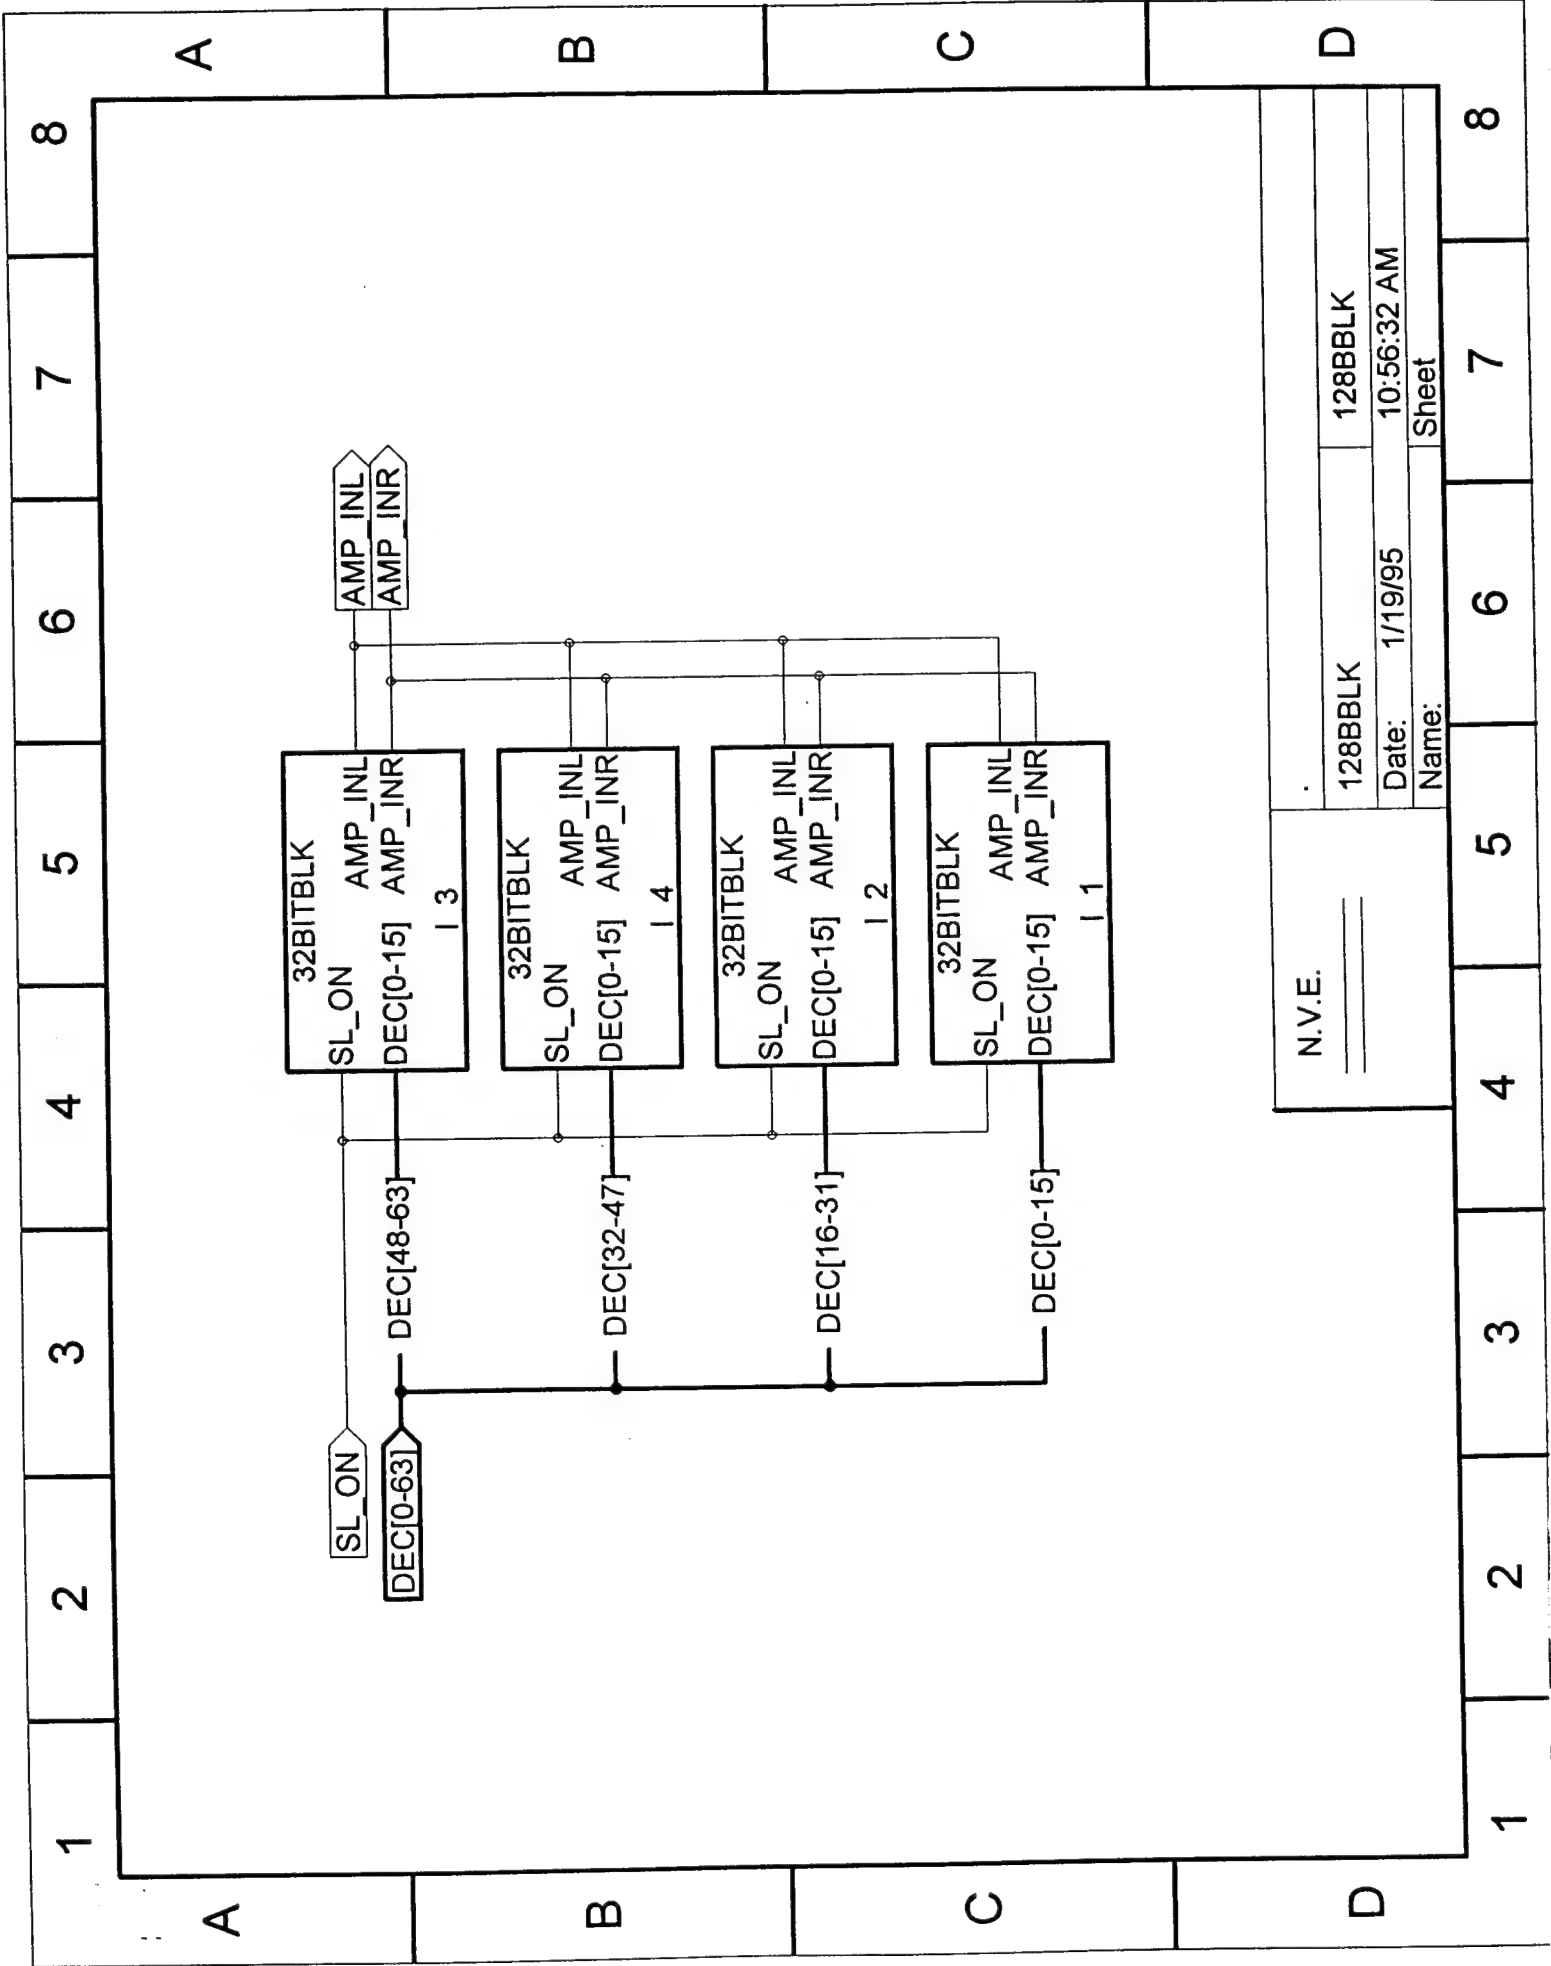 1 2 3 4 5 6 7 8
A
A
B
B
C
C
D
D
SL_ON
DEC[0-63]
DEC[48-63]
DEC[32-47]
DEC[16-31]
DEC[0-15]
32BITBLK
SL_ON
AMP_INL
DEC[0-15] AMP_INR
I 3
32BITBLK
SL_ON
AMP_INL
DEC[0-15] AMP_INR
I 4
32BITBLK
SL_ON
AMP_INL
DEC[0-15] AMP_INR
I 2
32BITBLK
SL_ON
AMP_INL
DEC[0-15] AMP_INR
I 1
AMP_INL
AMP_INR
N.V.E.
128BBLK 128BBLK
Date: 1/19/95 10:56:32 AM
Name: Sheet
1 2 3 4 5 6 7 8